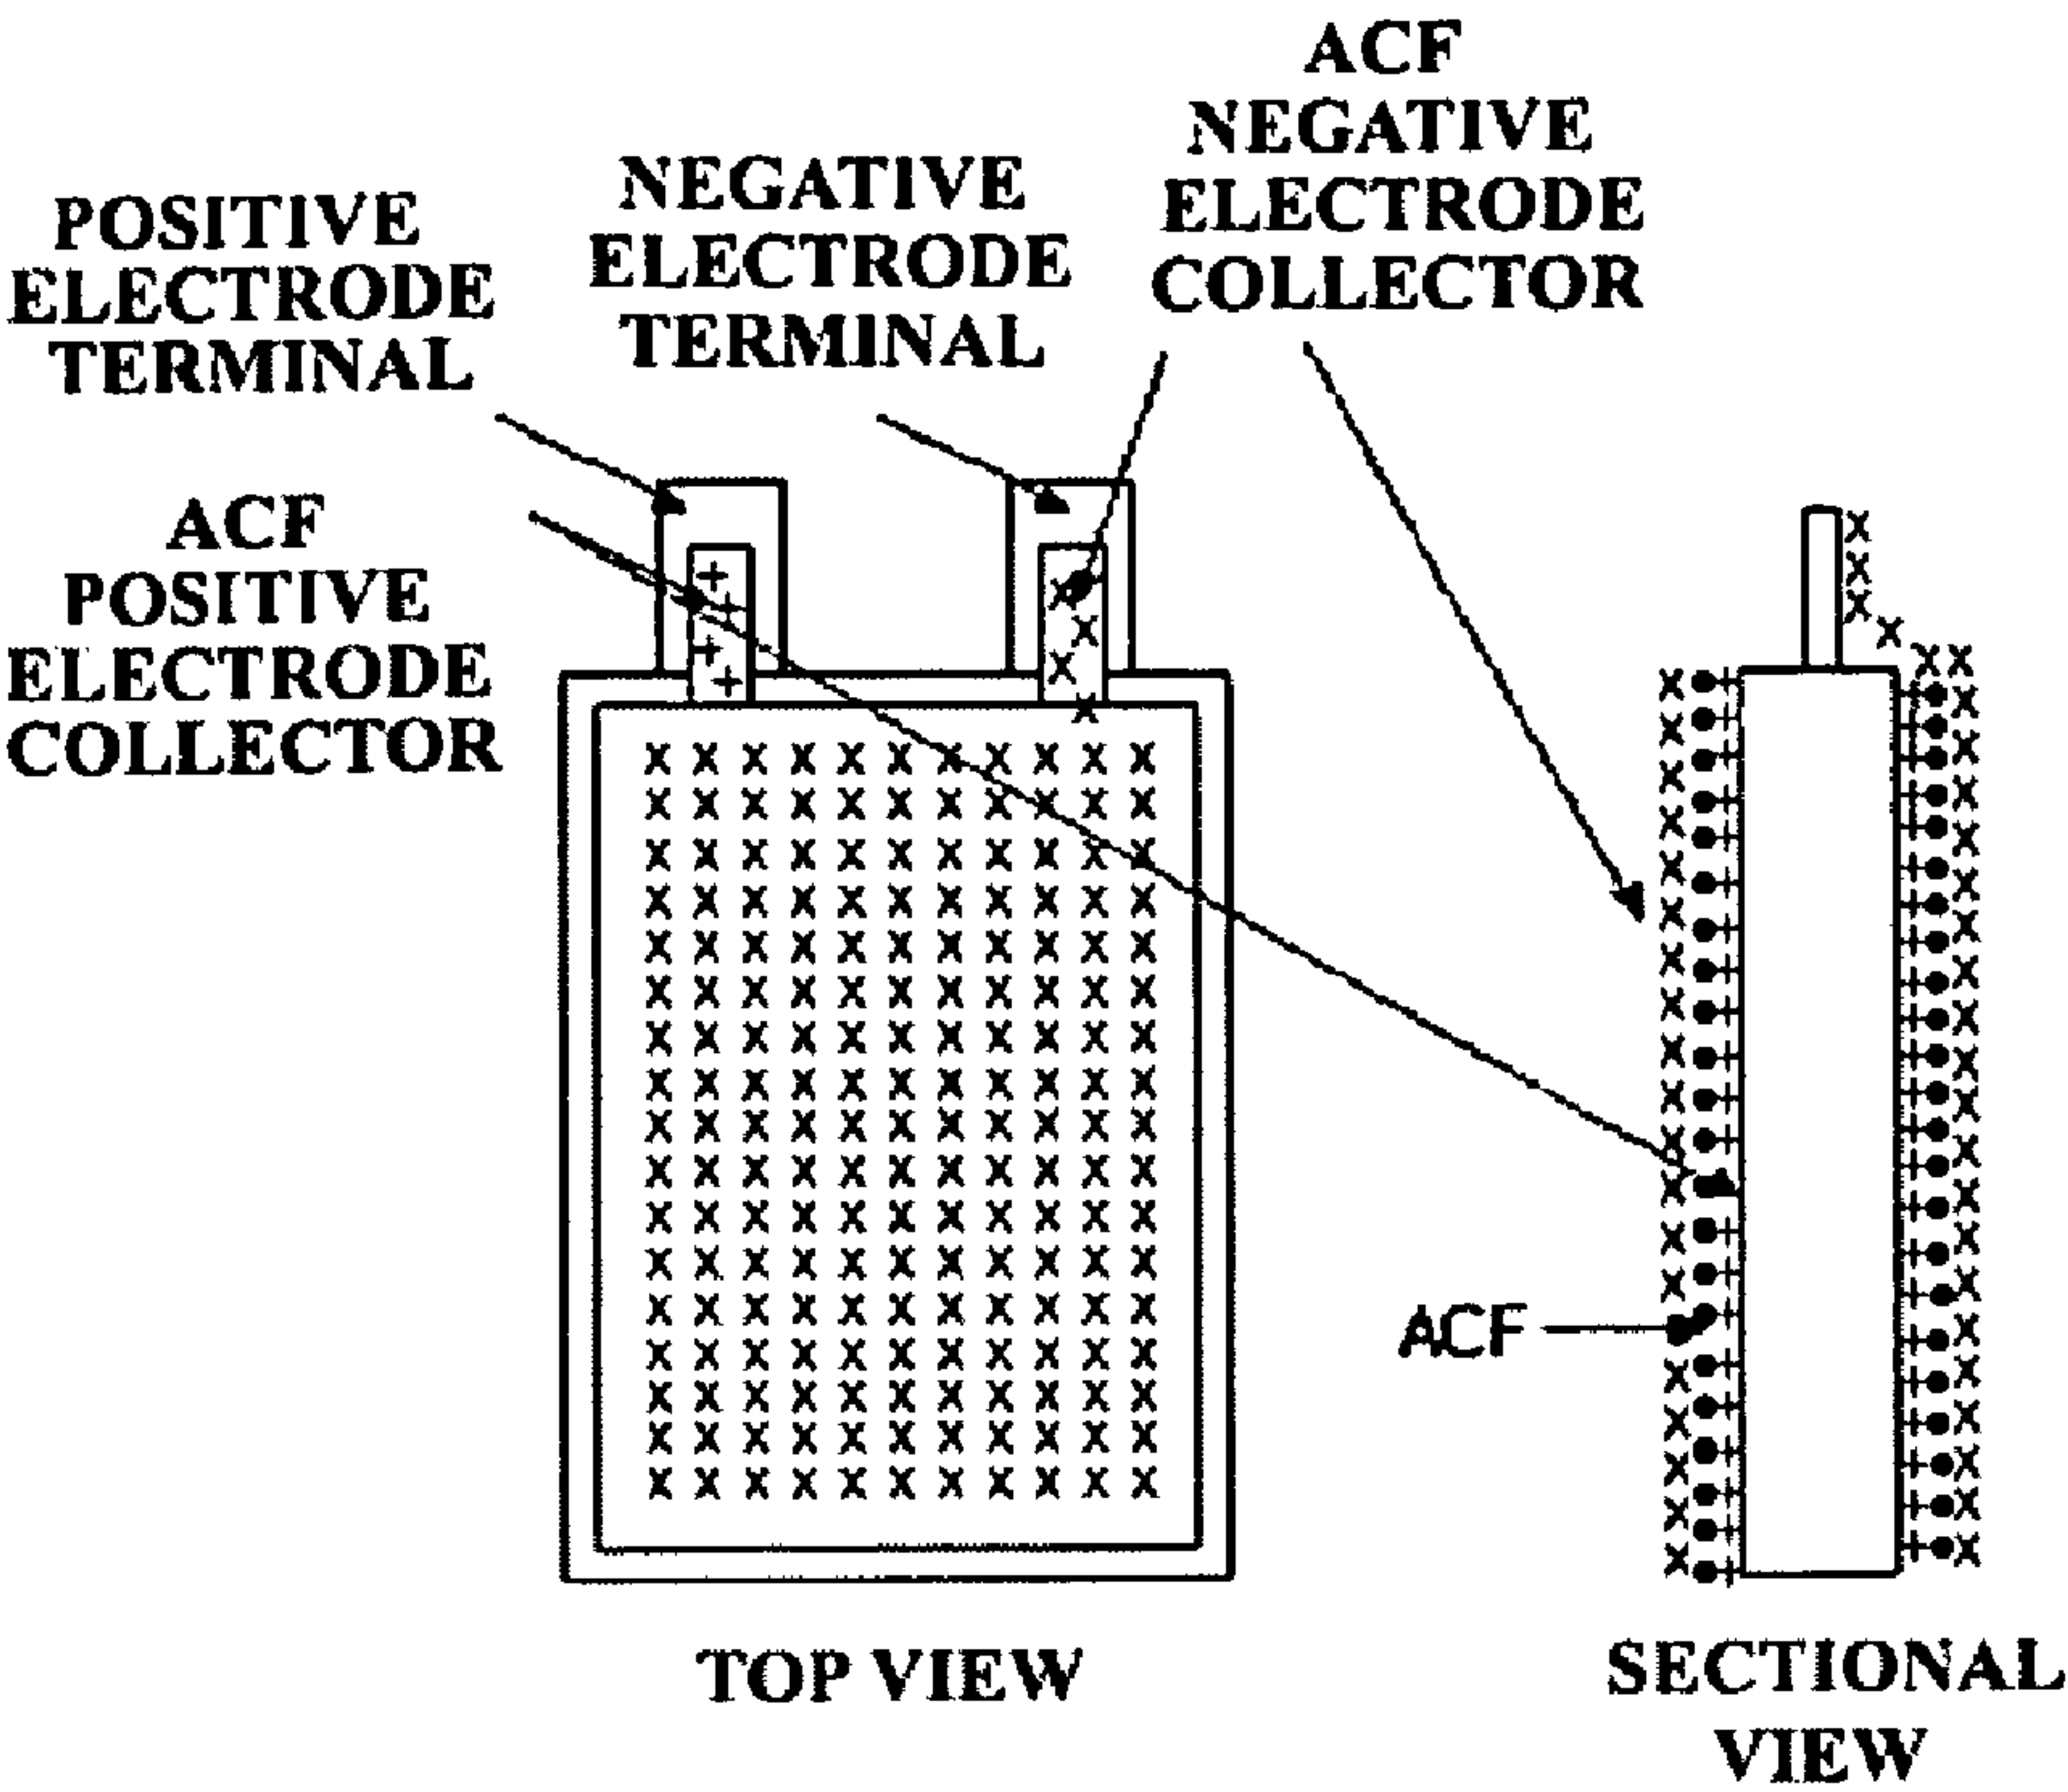 ACF
NEGATIVE
ELECTRODE
COLLECTOR
NEGATIVE
ELECTRODE
TERMINAL
POSITIVE
ELECTRODE
TERMINAL
ACF
POSITIVE
ELECTRODE
COLLECTOR
ACF
TOP VIEW
SECTIONAL
VIEW